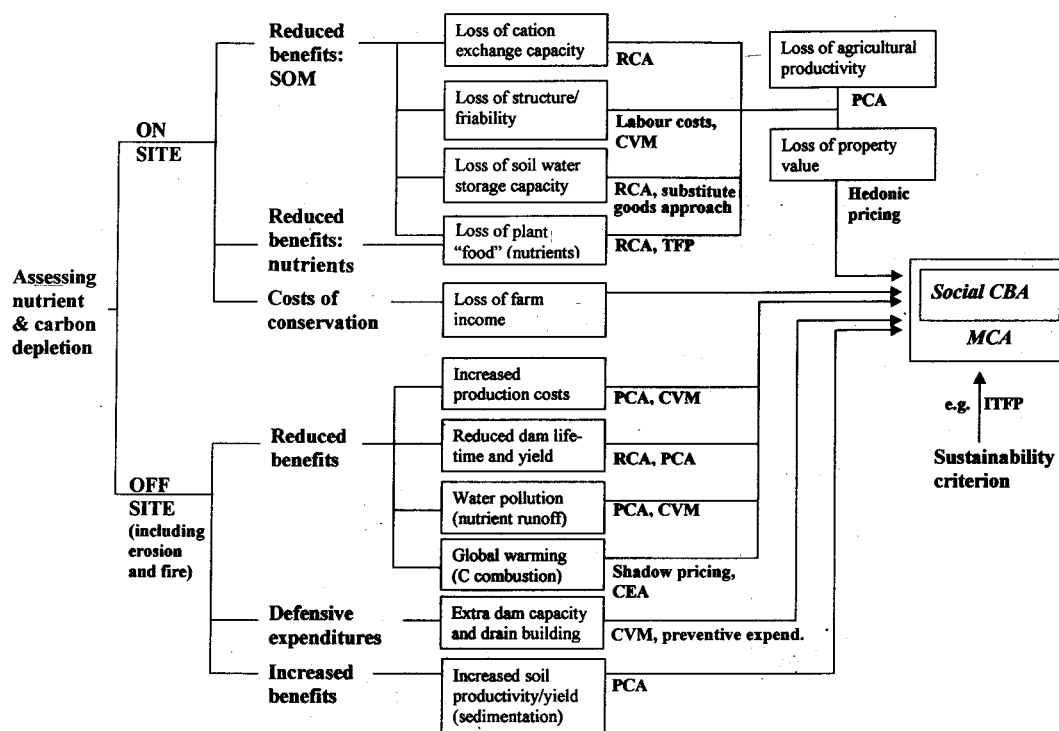 Assessing
nutrient
& carbon
depletion
ON
SITE
Reduced
benefits:
SOM
Loss of cation
exchange capacity
RCA
Loss of structure/
friability
Labour costs,
CVM
Loss of soil water
storage capacity
RCA, substitute
goods approach
Reduced
benefits:
nutrients
Loss of plant
"food" (nutrients)
RCA, TFP
Costs of
conservation
Loss of farm
income
Loss of agricultural
productivity
PCA
Loss of property
value
Hedonic
pricing
Social CBA
MCA
e.g. ITFP
Sustainability
criterion
OFF
SITE
(including
erosion
and fire)
Reduced
benefits
Increased
production costs
PCA, CVM
Reduced dam life-
time and yield
RCA, PCA
Water pollution
(nutrient runoff)
PCA, CVM
Global warming
(C combustion)
Shadow pricing,
CEA
Defensive
expenditures
Extra dam capacity
and drain building
CVM, preventive expend.
Increased
benefits
Increased soil
productivity/yield
(sedimentation)
PCA